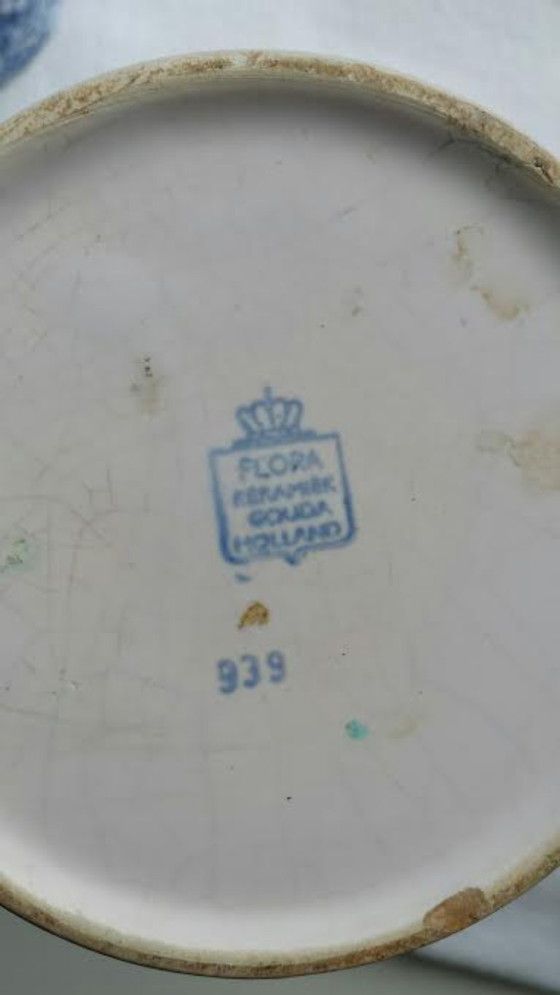 FLORA
KERAMIEK
GOUDA
HOLLAND
939